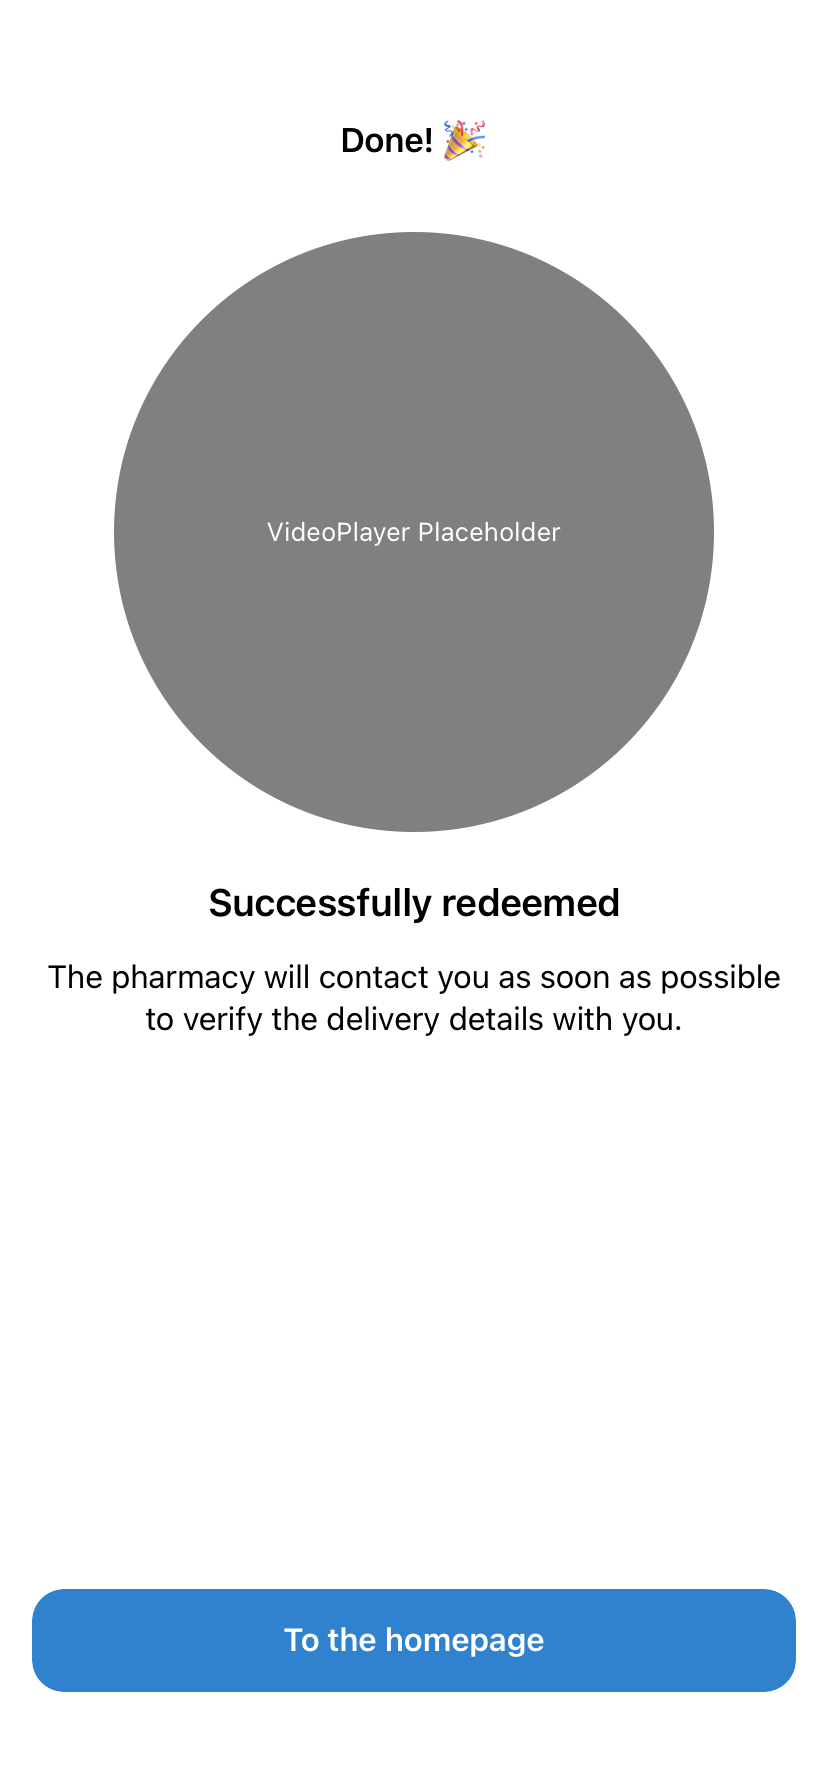 Done! 🎉
VideoPlayer Placeholder
Successfully redeemed
The pharmacy will contact you as soon as possible
to verify the delivery details with you.
To the homepage